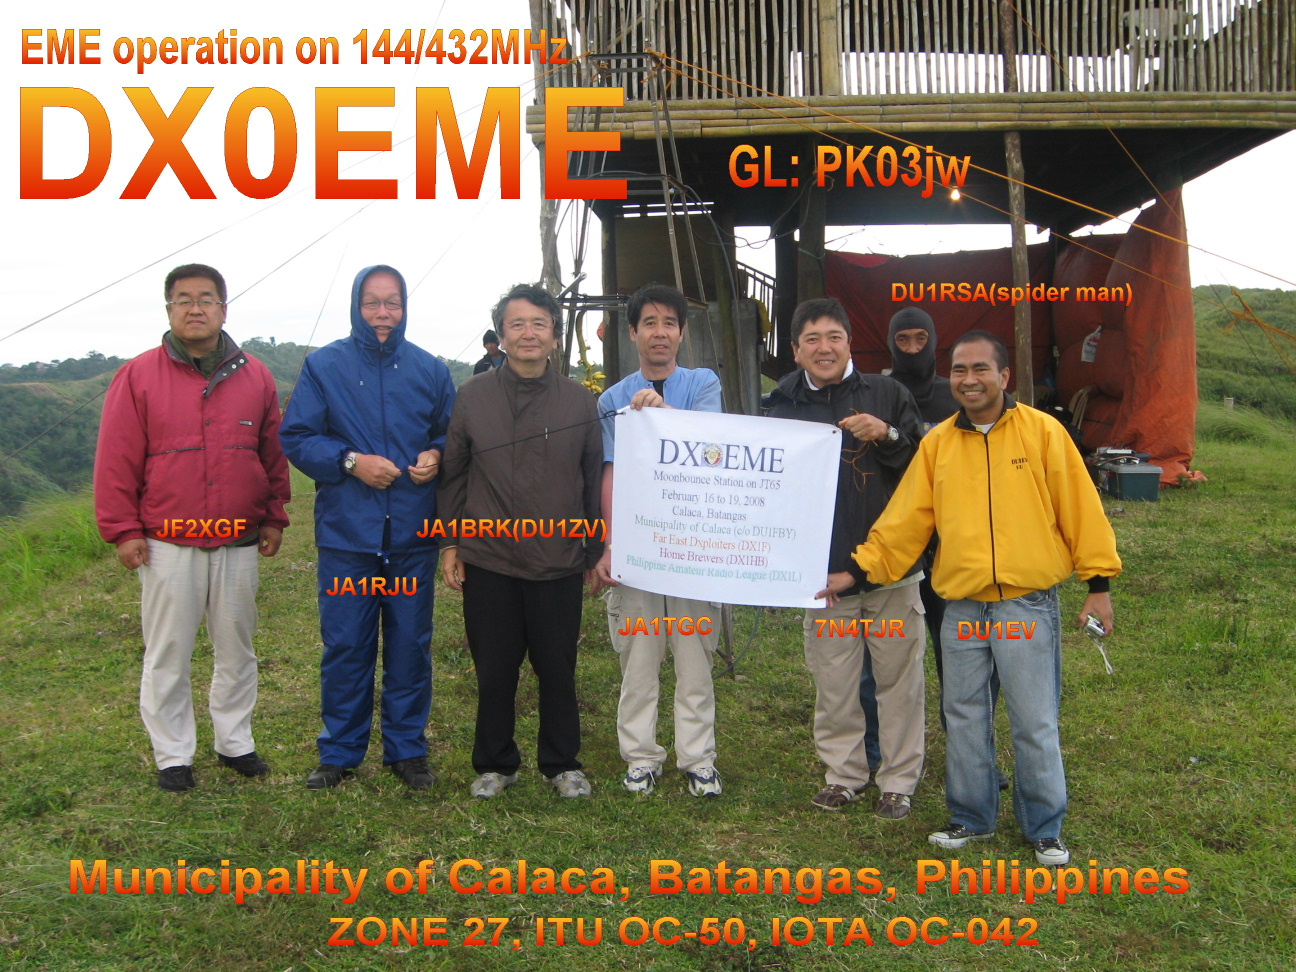 EME operation on 144/432MHz
DX0EME
GL: PK03jw
DU1RSA(spider man)
DX EME
Moonbounce Station on JT65
February 16 to 19, 2008
Calaca, Batangas
Municipality of Calaca (c/o DU1FBY)
Far East Dxploiters (DX1F)
Home Brewers (DX1HB)
Philippine Amateur Radio League (DX1L)
DU1EV
JF2XGF
JA1BRK(DU1ZV)
JA1RJU
JA1TGC
7N4TJR
DU1EV
Municipality of Calaca, Batangas, Philippines
ZONE 27, ITU OC-50, IOTA OC-042